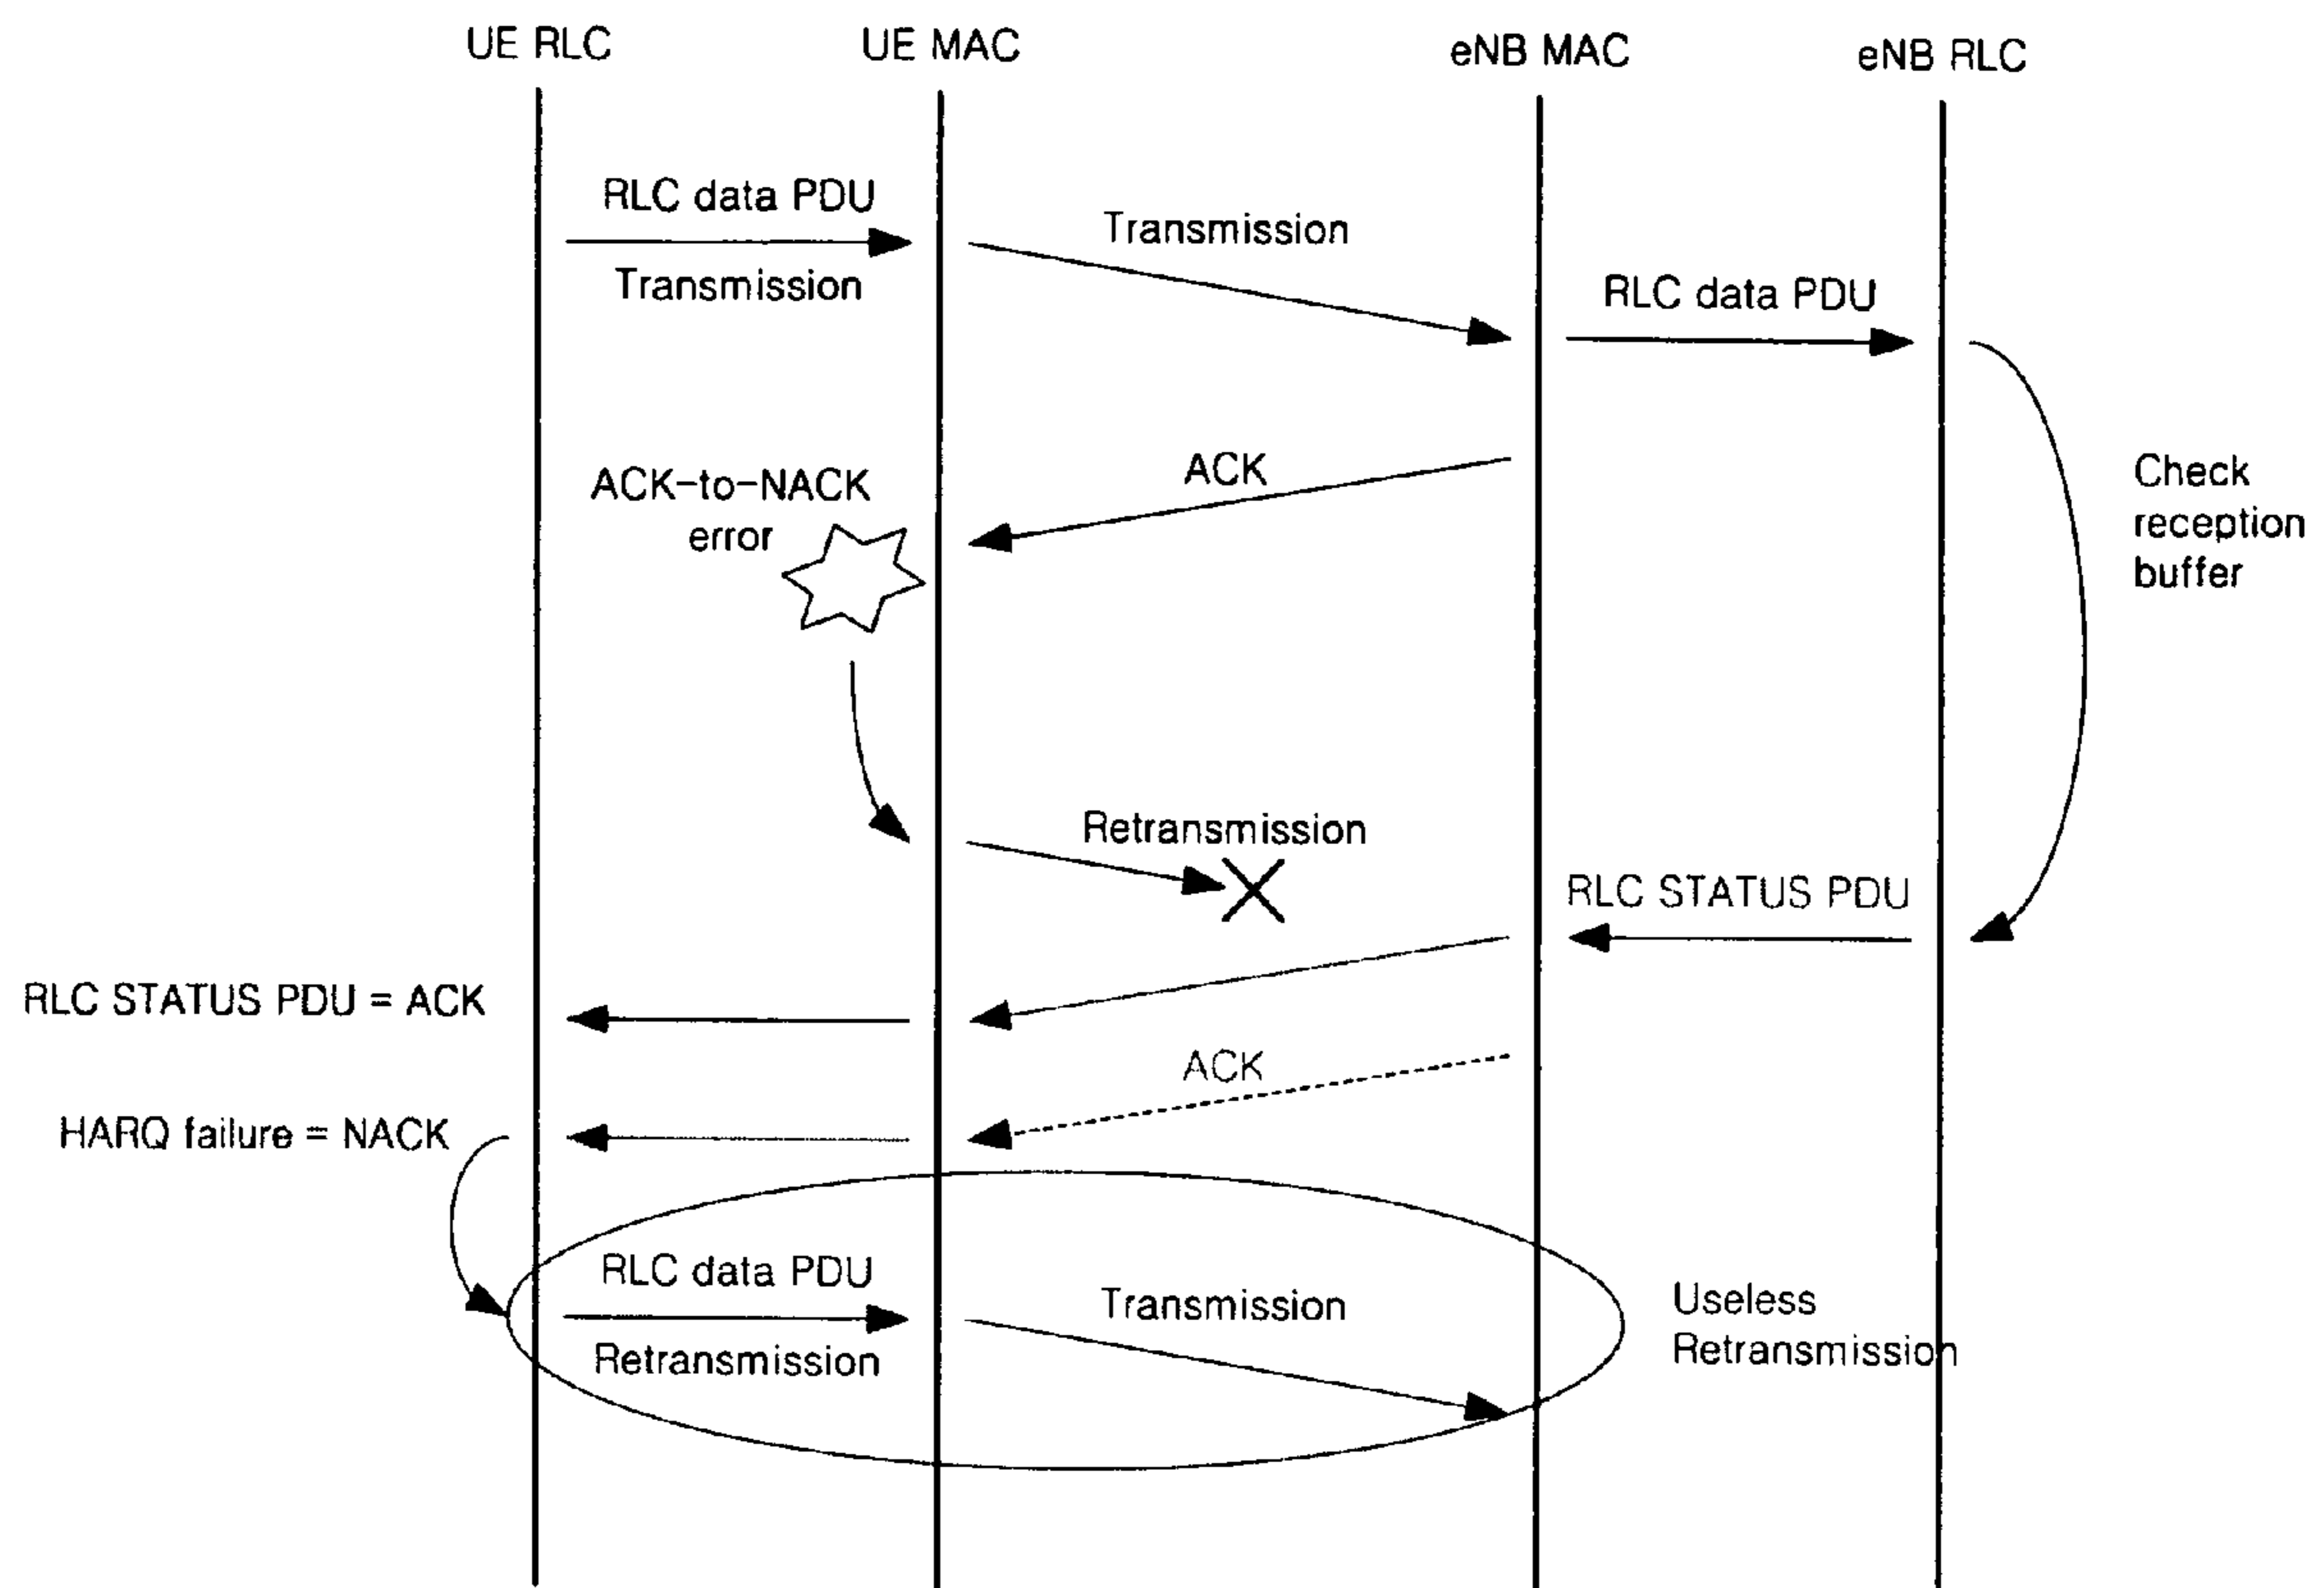 UE RLC
UE MAC
eNB MAC
eNB RLC
RLC data PDU
Transmission
Transmission
RLC data PDU
ACK-to-NACK
error
ACK
Check
reception
buffer
Retransmission
RLC STATUS PDU
RLC STATUS PDU = ACK
ACK
HARQ failure = NACK
RLC data PDU
Retransmission
Transmission
Useless
Retransmission